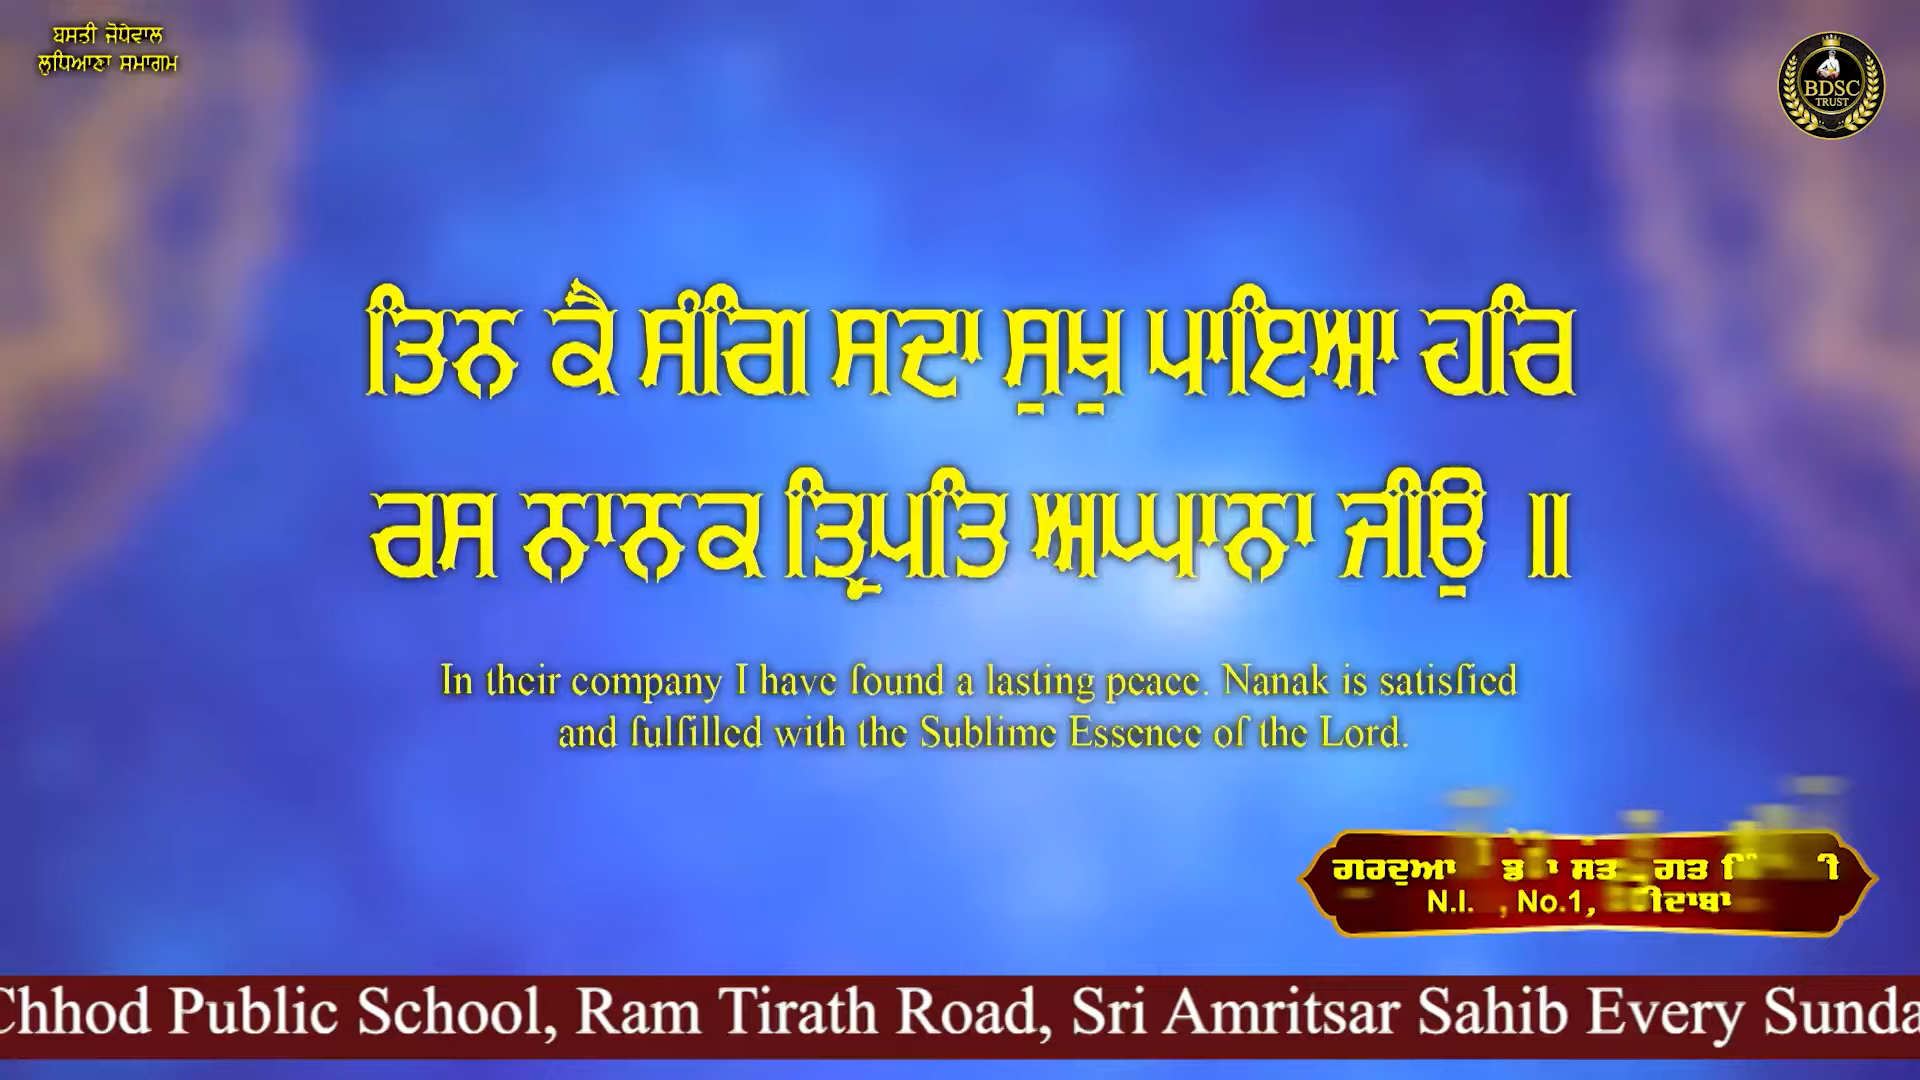 ਬਸਤੀ ਜੋਧੇਵਾਲ
ਲੁਧਿਆਣਾ ਸਮਾਗਮ
BDSC
TRUST
ਤਿਨ ਕੈ ਸੰਗਿ ਸਦਾ ਸੁਖੁ ਪਾਇਆ ਹਰਿ
ਰਸ ਨਾਨਕ ਤ੍ਰਿਪਤਿ ਅਘਾਨਾ ਜੀਉ ॥
In their company I have found a lasting peace. Nanak is satisfied
and fulfilled with the Sublime Essence of the Lord.
No.1,
Chhod Public School, Ram Tirath Road, Sri Amritsar Sahib Every Sunda